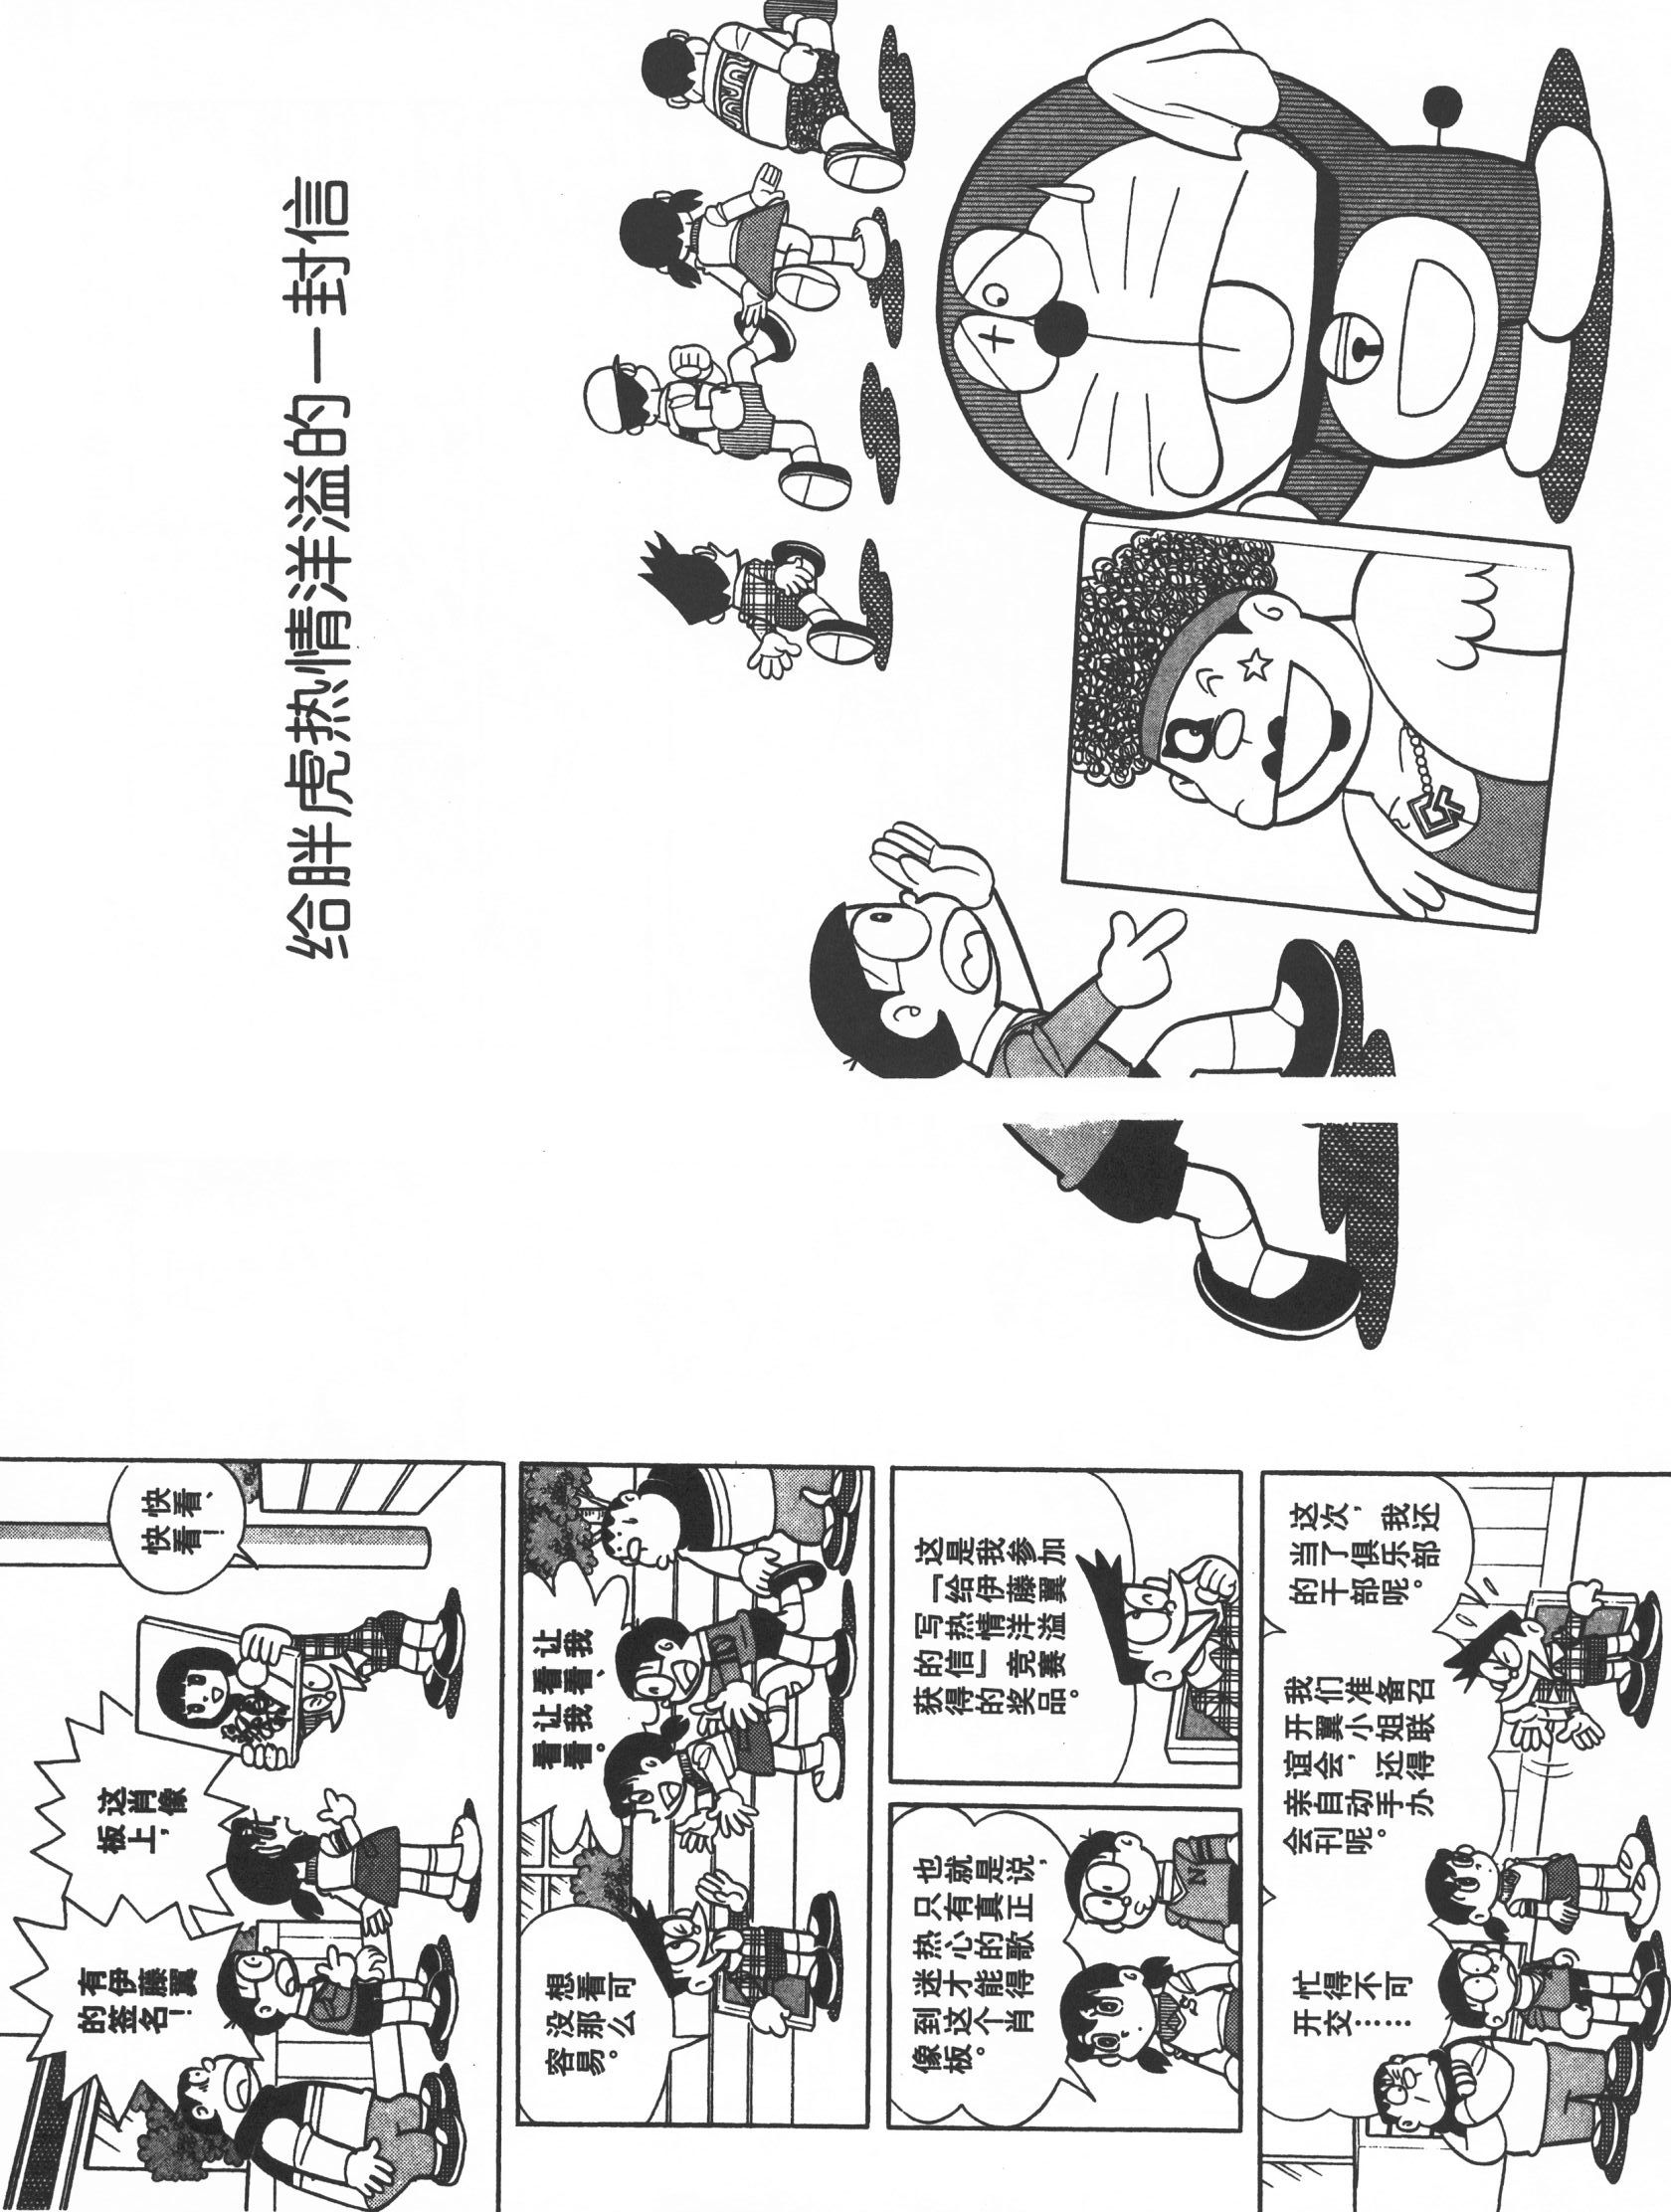 给胖虎热情洋溢的一封信
快看、
快看！
这肖像
板上，
有伊藤翼
的签名！
让我
看看、
让我
看看。
想看可
没那么
容易。
这是我参加
『给伊藤翼
写热情洋溢
的信』竞赛
获得的奖品。
也就是说，
只有真正
热心的歌
迷才能得
到这个肖
像板。
这次，我还
当了俱乐部
的干部呢。
我们准备召
开翼小姐联
谊会，还得
亲自动手办
会刊呢。
忙得不可
开交……